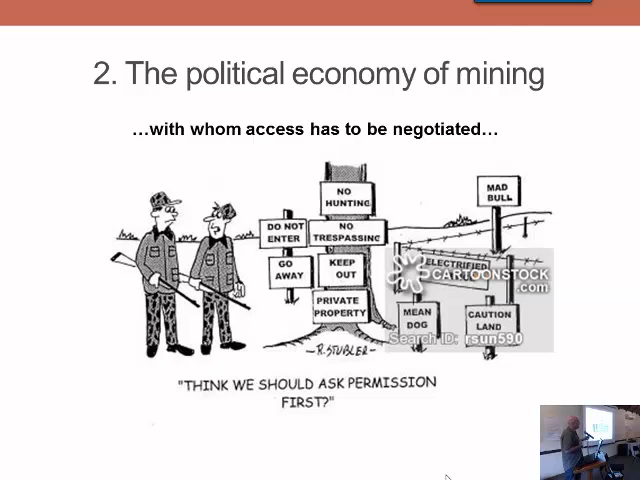 2. The political economy of mining
…with whom access has to be negotiated…
NO
HUNTING
MAD
BULL
DO NOT
ENTER
NO
TRESPASSING
GO
AWAY
KEEP
OUT
ELECTRIFIED
CARTOONSTOCK
.com
PRIVATE
PROPERTY
MEAN
DOG
CAUTION
LAND
Search ID: rsun590
—R. STUBLER—
"THINK WE SHOULD ASK PERMISSION
FIRST?"